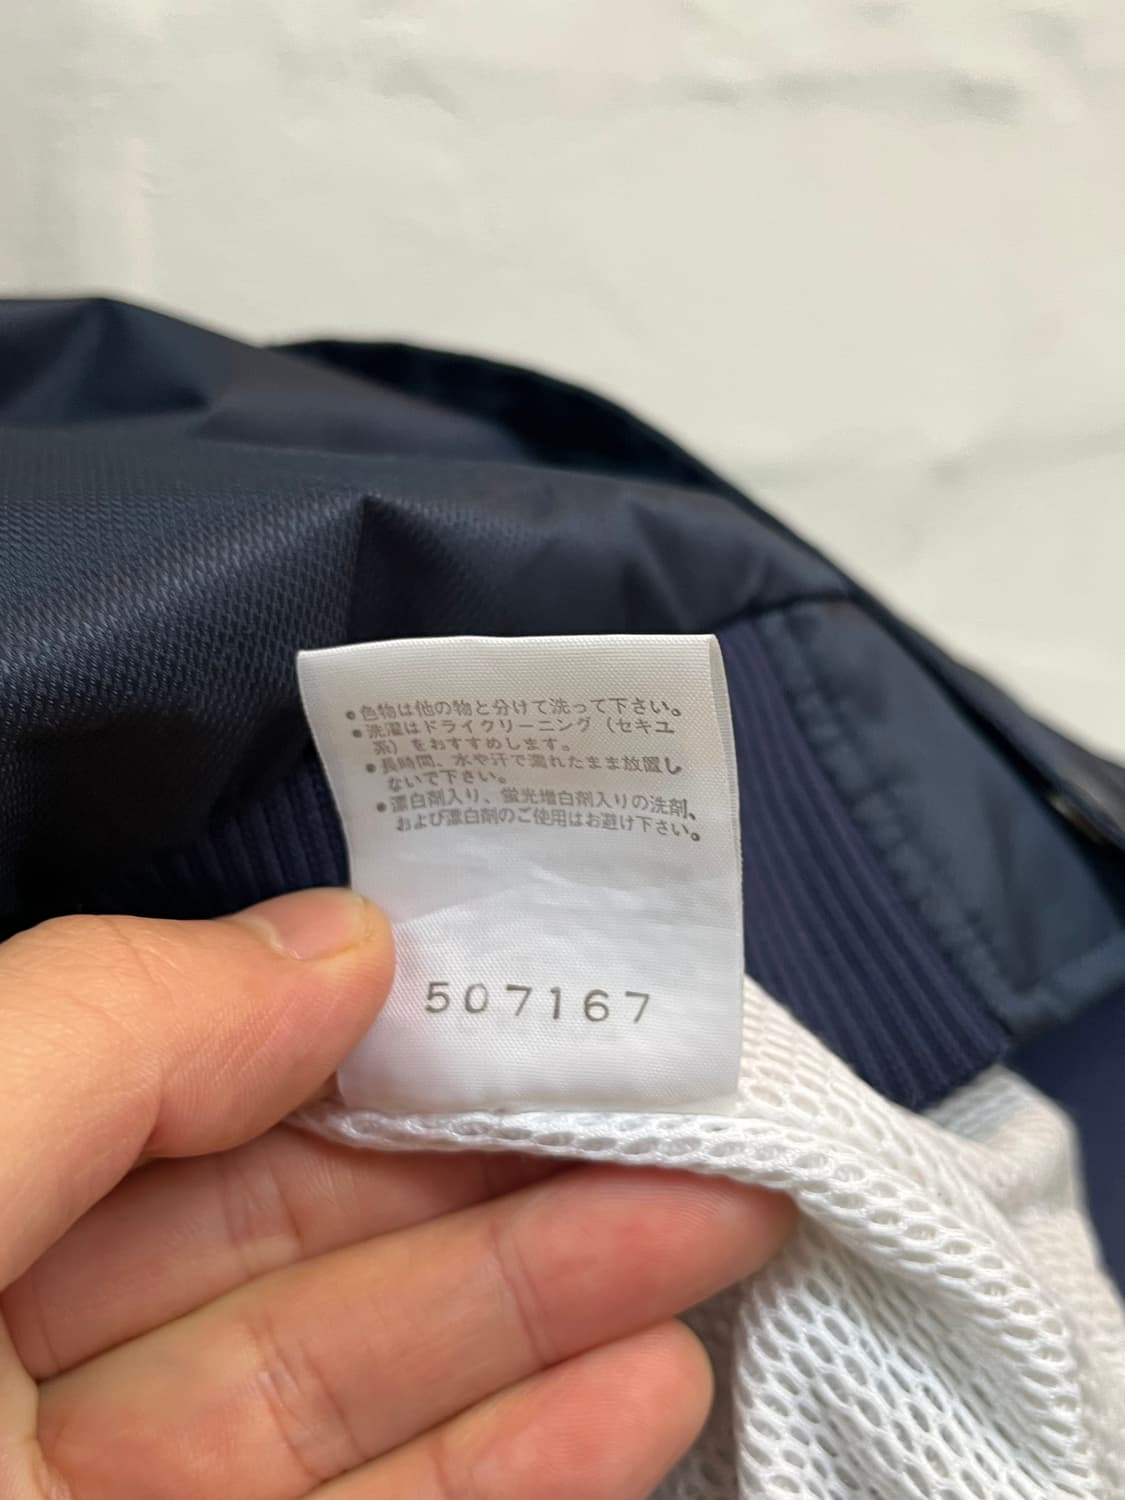 ●色物は他の物と分けて洗って下さい。
●洗濯はドライクリーニング（セキユ
系）をおすすめします。
●長時間、水や汗で濡れたまま放置し
ないで下さい。
●漂白剤入り、蛍光増白剤入りの洗剤、
および漂白剤のご使用はお避け下さい。
507167